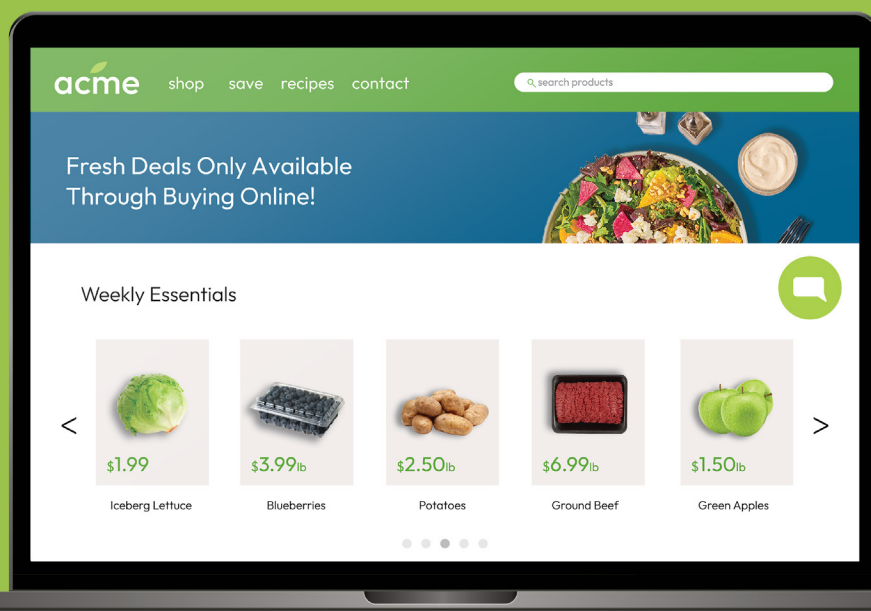 acme
shop save recipes contact
search products
Fresh Deals Only Available
Through Buying Online!
Weekly Essentials
<
$1.99
$3.99lb
$2.50lb
$6.99lb
$1.50lb
>
Iceberg Lettuce
Blueberries
Potatoes
Ground Beef
Green Apples